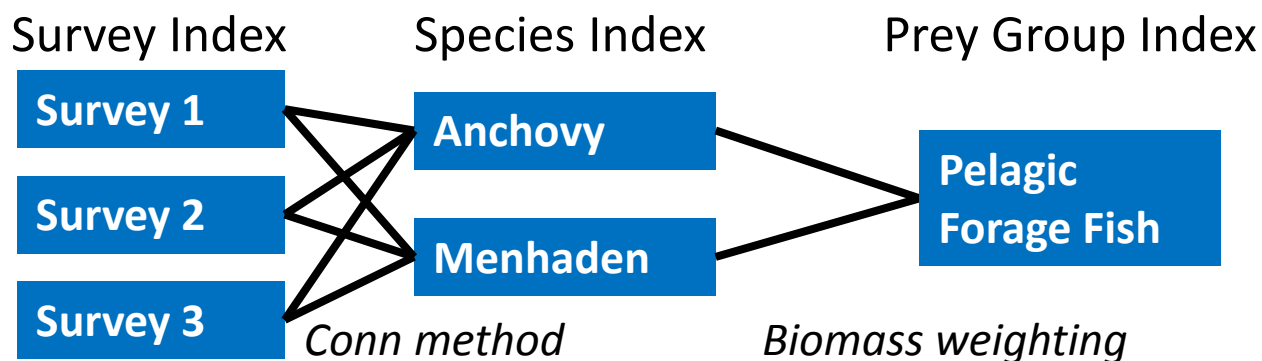 Survey Index
Species Index
Prey Group Index
Survey 1
Survey 2
Survey 3
Anchovy
Menhaden
Pelagic
Forage Fish
Conn method
Biomass weighting